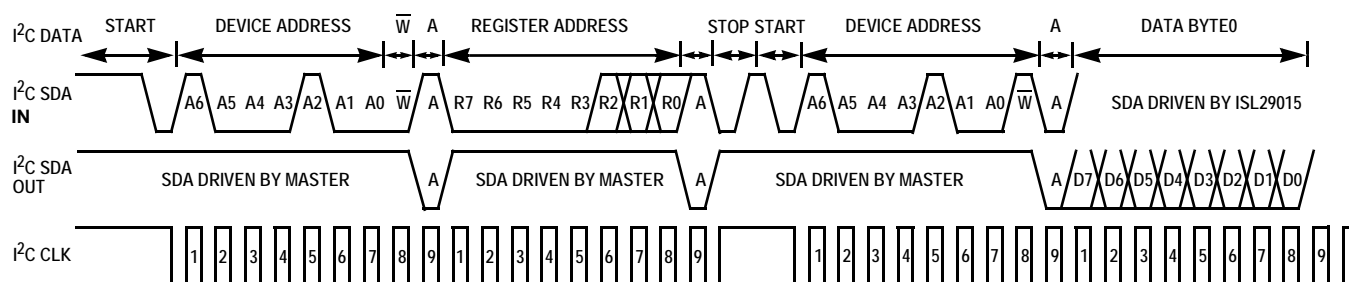 I²C DATA START DEVICE ADDRESS W̅ A REGISTER ADDRESS A STOP START DEVICE ADDRESS A DATA BYTE0
I²C SDA IN A6 A5 A4 A3 A2 A1 A0 W̅ A R7 R6 R5 R4 R3 R2 R1 R0 A A6 A5 A4 A3 A2 A1 A0 W̅ A SDA DRIVEN BY ISL29015
I²C SDA OUT SDA DRIVEN BY MASTER A SDA DRIVEN BY MASTER A SDA DRIVEN BY MASTER A D7 D6 D5 D4 D3 D2 D1 D0
I²C CLK 1 2 3 4 5 6 7 8 9 1 2 3 4 5 6 7 8 9 1 2 3 4 5 6 7 8 9 1 2 3 4 5 6 7 8 9